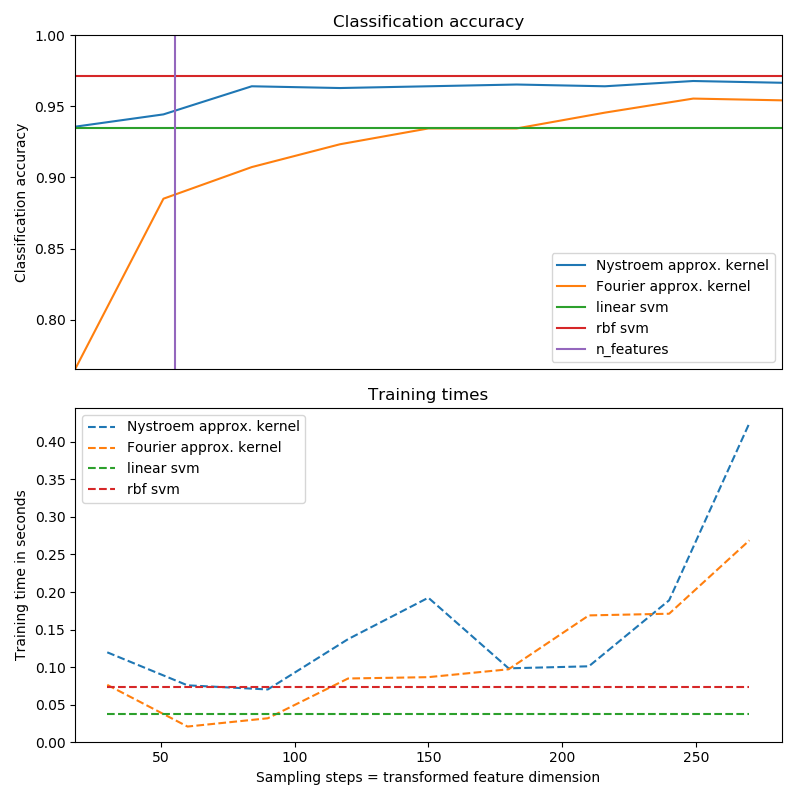 Classification accuracy
1.00
0.95
0.90
0.85
0.80
Classification accuracy
Nystroem approx. kernel
Fourier approx. kernel
linear svm
rbf svm
n_features
Training times
0.40
0.35
0.30
0.25
0.20
0.15
0.10
0.05
0.00
Training time in seconds
Nystroem approx. kernel
Fourier approx. kernel
linear svm
rbf svm
50 100 150 200 250
Sampling steps = transformed feature dimension